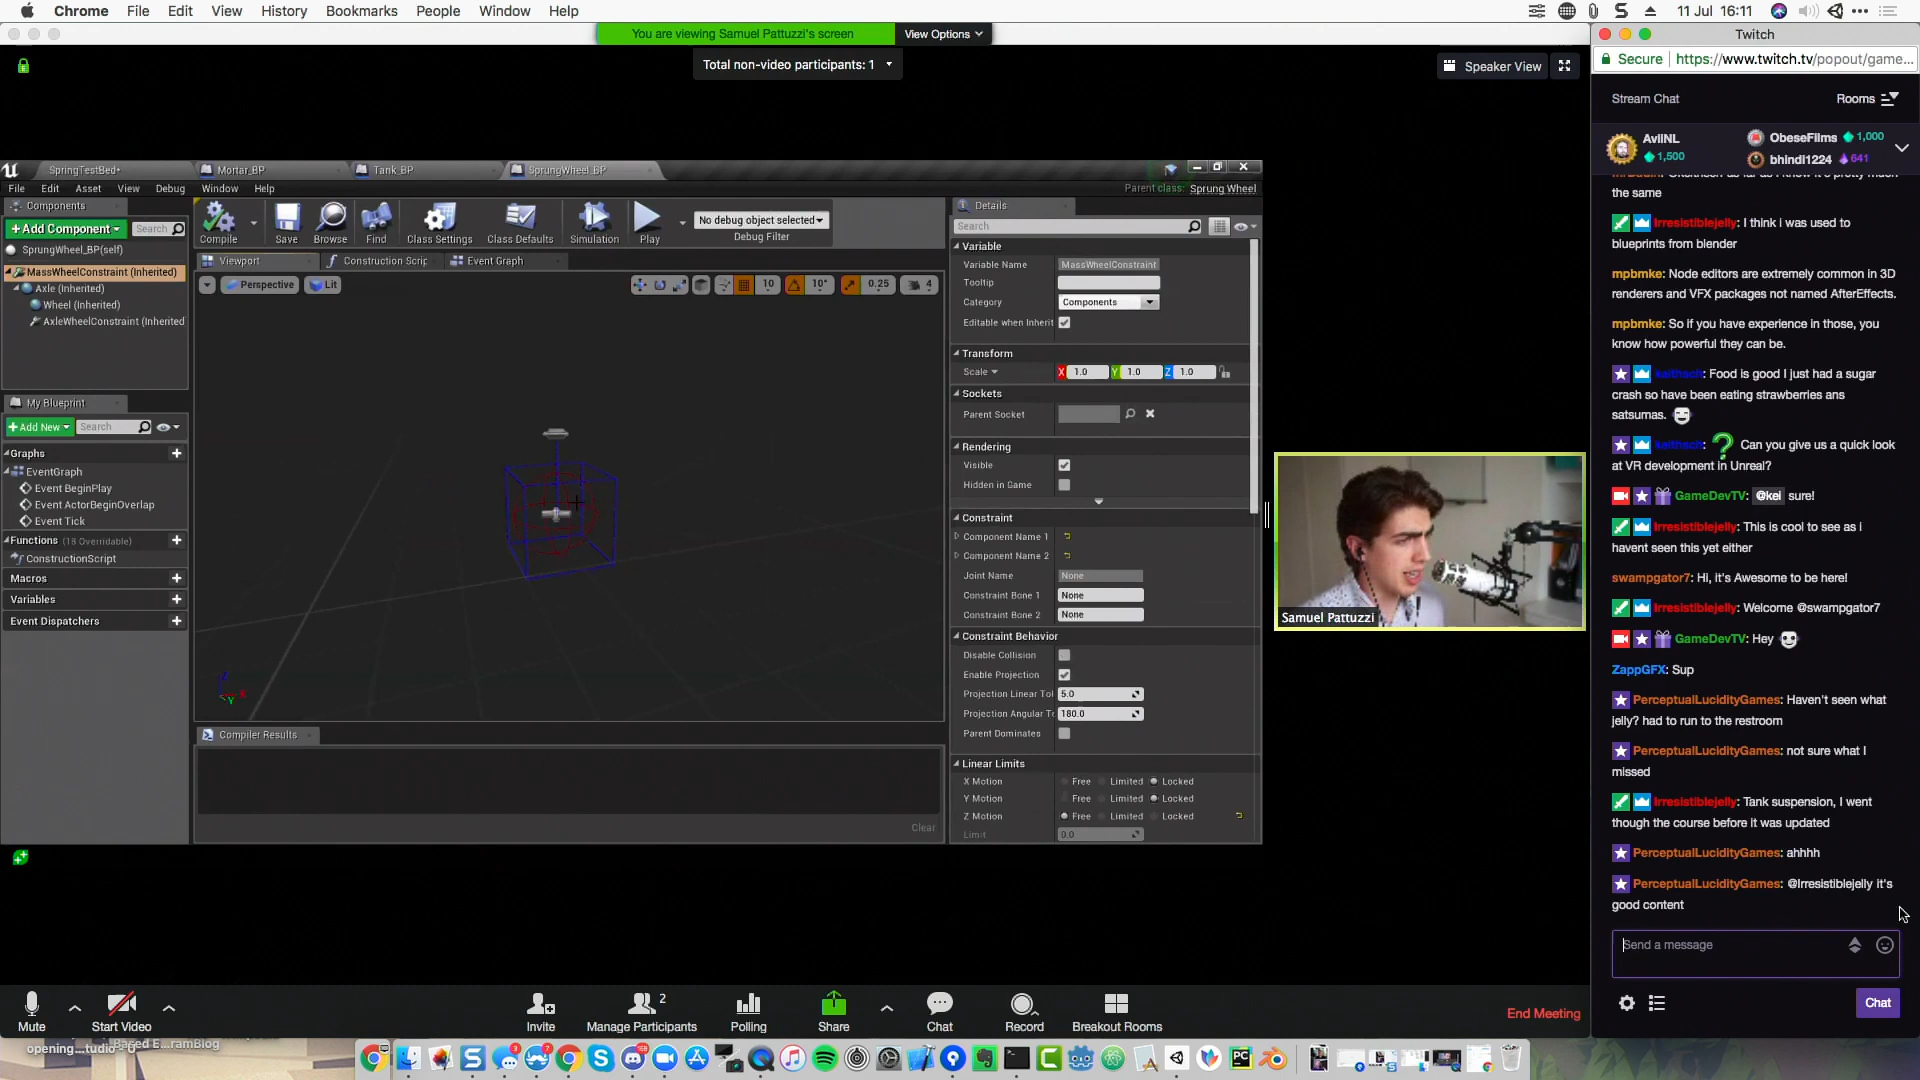 Chrome File Edit View History Bookmarks People Window Help
11 Jul 16:11
You are viewing Samuel Pattuzzi's screen
View Options
Total non-video participants: 1
Speaker View
SpringTestBed•
Mortar_BP
Tank_BP
SprungWheel_BP
File Edit Asset View Debug Window Help
Parent class: Sprung Wheel
Components
+Add Component
Search
SprungWheel_BP(self)
MassWheelConstraint (Inherited)
Axle (Inherited)
Wheel (Inherited)
AxleWheelConstraint (Inherited
My Blueprint
+Add New
Search
Graphs
EventGraph
Event BeginPlay
Event ActorBeginOverlap
Event Tick
Functions (18 Overridable)
ConstructionScript
Macros
Variables
Event Dispatchers
Compile
Save
Browse
Find
Class Settings
Class Defaults
Simulation
Play
No debug object selected
Debug Filter
Viewport
Construction Scrip
Event Graph
Perspective
Lit
10
10°
0.25
4
Z
X
Y
Compiler Results
Clear
Details
Search
Variable
Variable Name MassWheelConstraint
Tooltip
Category Components
Editable when Inherit
Transform
Scale X 1.0 Y 1.0 Z 1.0
Sockets
Parent Socket
Rendering
Visible
Hidden in Game
Constraint
Component Name 1
Component Name 2
Joint Name None
Constraint Bone 1 None
Constraint Bone 2 None
Constraint Behavior
Disable Collision
Enable Projection
Projection Linear Tol 5.0
Projection Angular Te 180.0
Parent Dominates
Linear Limits
X Motion Free Limited Locked
Y Motion Free Limited Locked
Z Motion Free Limited Locked
Limit 0.0
Samuel Pattuzzi
Mute
Start Video
Invite
2
Manage Participants
Polling
Share
Chat
Record
Breakout Rooms
End Meeting
opening...tudio - O
Based E...ramBlog
Twitch
Secure https://www.twitch.tv/popout/game...
Stream Chat
Rooms
AvliNL
1,500
ObeseFilms 1,000
bhindi1224 641
the same
Irresistiblejelly: I think i was used to
blueprints from blender
mpbmke: Node editors are extremely common in 3D
renderers and VFX packages not named AfterEffects.
mpbmke: So if you have experience in those, you
know how powerful they can be.
keithsch: Food is good I just had a sugar
crash so have been eating strawberries ans
satsumas.
keithsch: Can you give us a quick look
at VR development in Unreal?
GameDevTV: @kei sure!
Irresistiblejelly: This is cool to see as i
havent seen this yet either
swampgator7: Hi, it's Awesome to be here!
Irresistiblejelly: Welcome @swampgator7
GameDevTV: Hey
ZappGFX: Sup
PerceptualLucidityGames: Haven't seen what
jelly? had to run to the restroom
PerceptualLucidityGames: not sure what I
missed
Irresistiblejelly: Tank suspension, I went
though the course before it was updated
PerceptualLucidityGames: ahhhh
PerceptualLucidityGames: @Irresistiblejelly it's
good content
Send a message
Chat